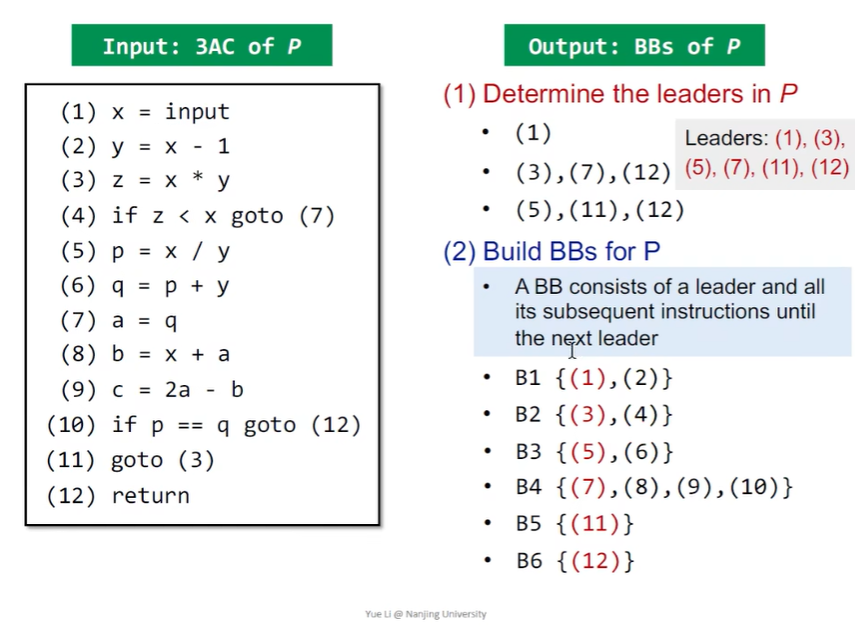 Input: 3AC of P
(1) x = input
(2) y = x - 1
(3) z = x * y
(4) if z < x goto (7)
(5) p = x / y
(6) q = p + y
(7) a = q
(8) b = x + a
(9) c = 2a - b
(10) if p == q goto (12)
(11) goto (3)
(12) return
Output: BBs of P
(1) Determine the leaders in P
• (1)
• (3),(7),(12)
• (5),(11),(12)
Leaders: (1), (3),
(5), (7), (11), (12)
(2) Build BBs for P
• A BB consists of a leader and all
its subsequent instructions until
the next leader
• B1 {(1),(2)}
• B2 {(3),(4)}
• B3 {(5),(6)}
• B4 {(7),(8),(9),(10)}
• B5 {(11)}
• B6 {(12)}
Yue Li @ Nanjing University